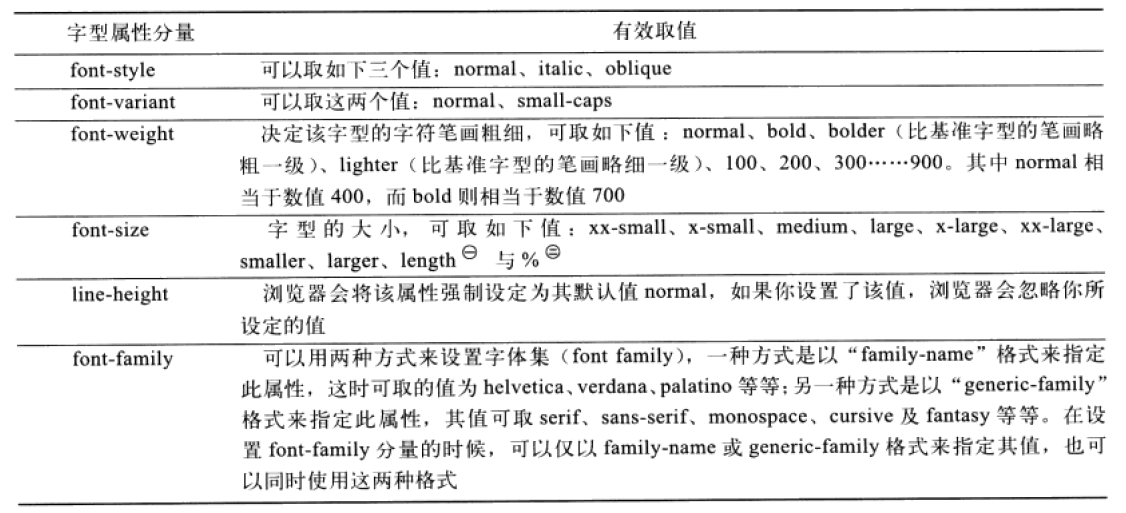 字型属性分量 有效取值
font-style 可以取如下三个值：normal、italic、oblique
font-variant 可以取这两个值：normal、small-caps
font-weight 决定该字型的字符笔画粗细，可取如下值：normal、bold、bolder（比基准字型的笔画略
粗一级）、lighter（比基准字型的笔画略细一级）、100、200、300……900。其中 normal 相
当于数值 400，而 bold 则相当于数值 700
font-size 字型的大小，可取如下值：xx-small、x-small、medium、large、x-large、xx-large、
smaller、larger、length㊀ 与 %㊁
line-height 浏览器会将该属性强制设定为其默认值 normal，如果你设置了该值，浏览器会忽略你所
设定的值
font-family 可以用两种方式来设置字体集（font family），一种方式是以“family-name”格式来指定
此属性，这时可取的值为 helvetica、verdana、palatino 等等；另一种方式是以“generic-family”
格式来指定此属性，其值可取 serif、sans-serif、monospace、cursive 及 fantasy 等等。在设
置 font-family 分量的时候，可以仅以 family-name 或 generic-family 格式来指定其值，也可
以同时使用这两种格式